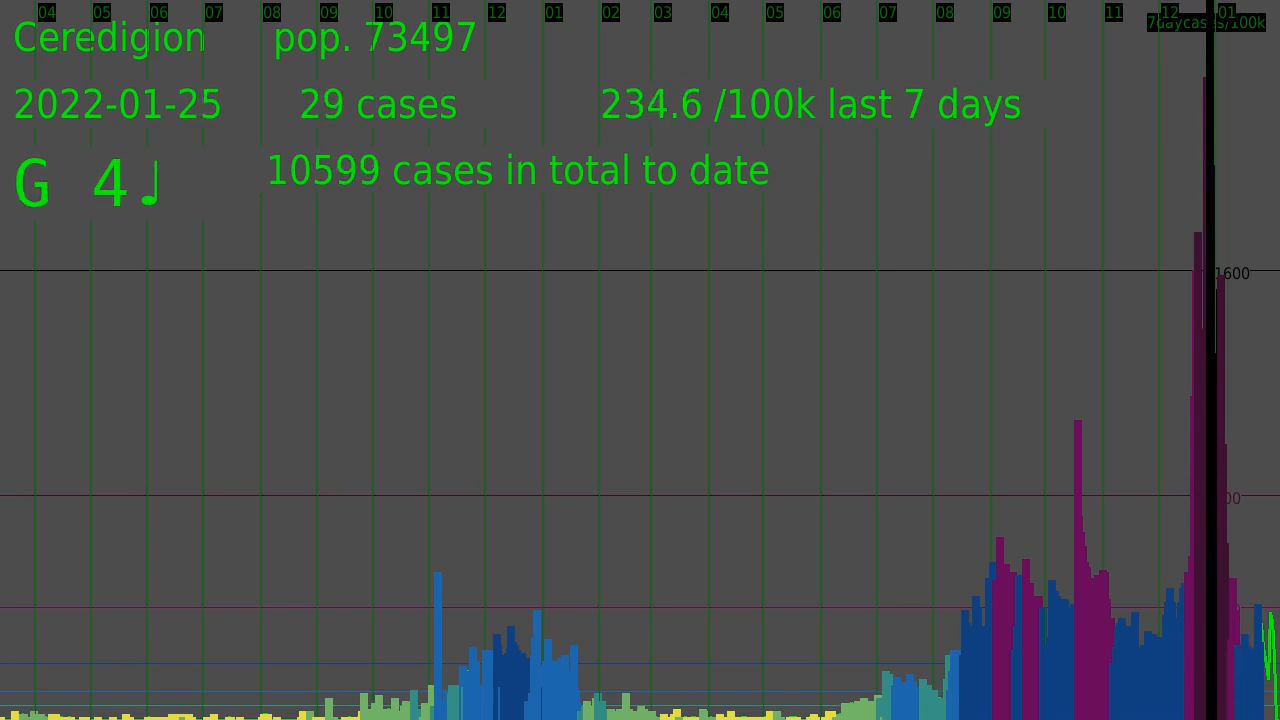 04 05 06 07 08 09 10 11 12 01 02 03 04 05 06 07 08 09 10 11 12 01
Ceredigion pop. 73497
2022-01-25 29 cases 234.6 /100k last 7 days
G 4♩ 10599 cases in total to date
1600